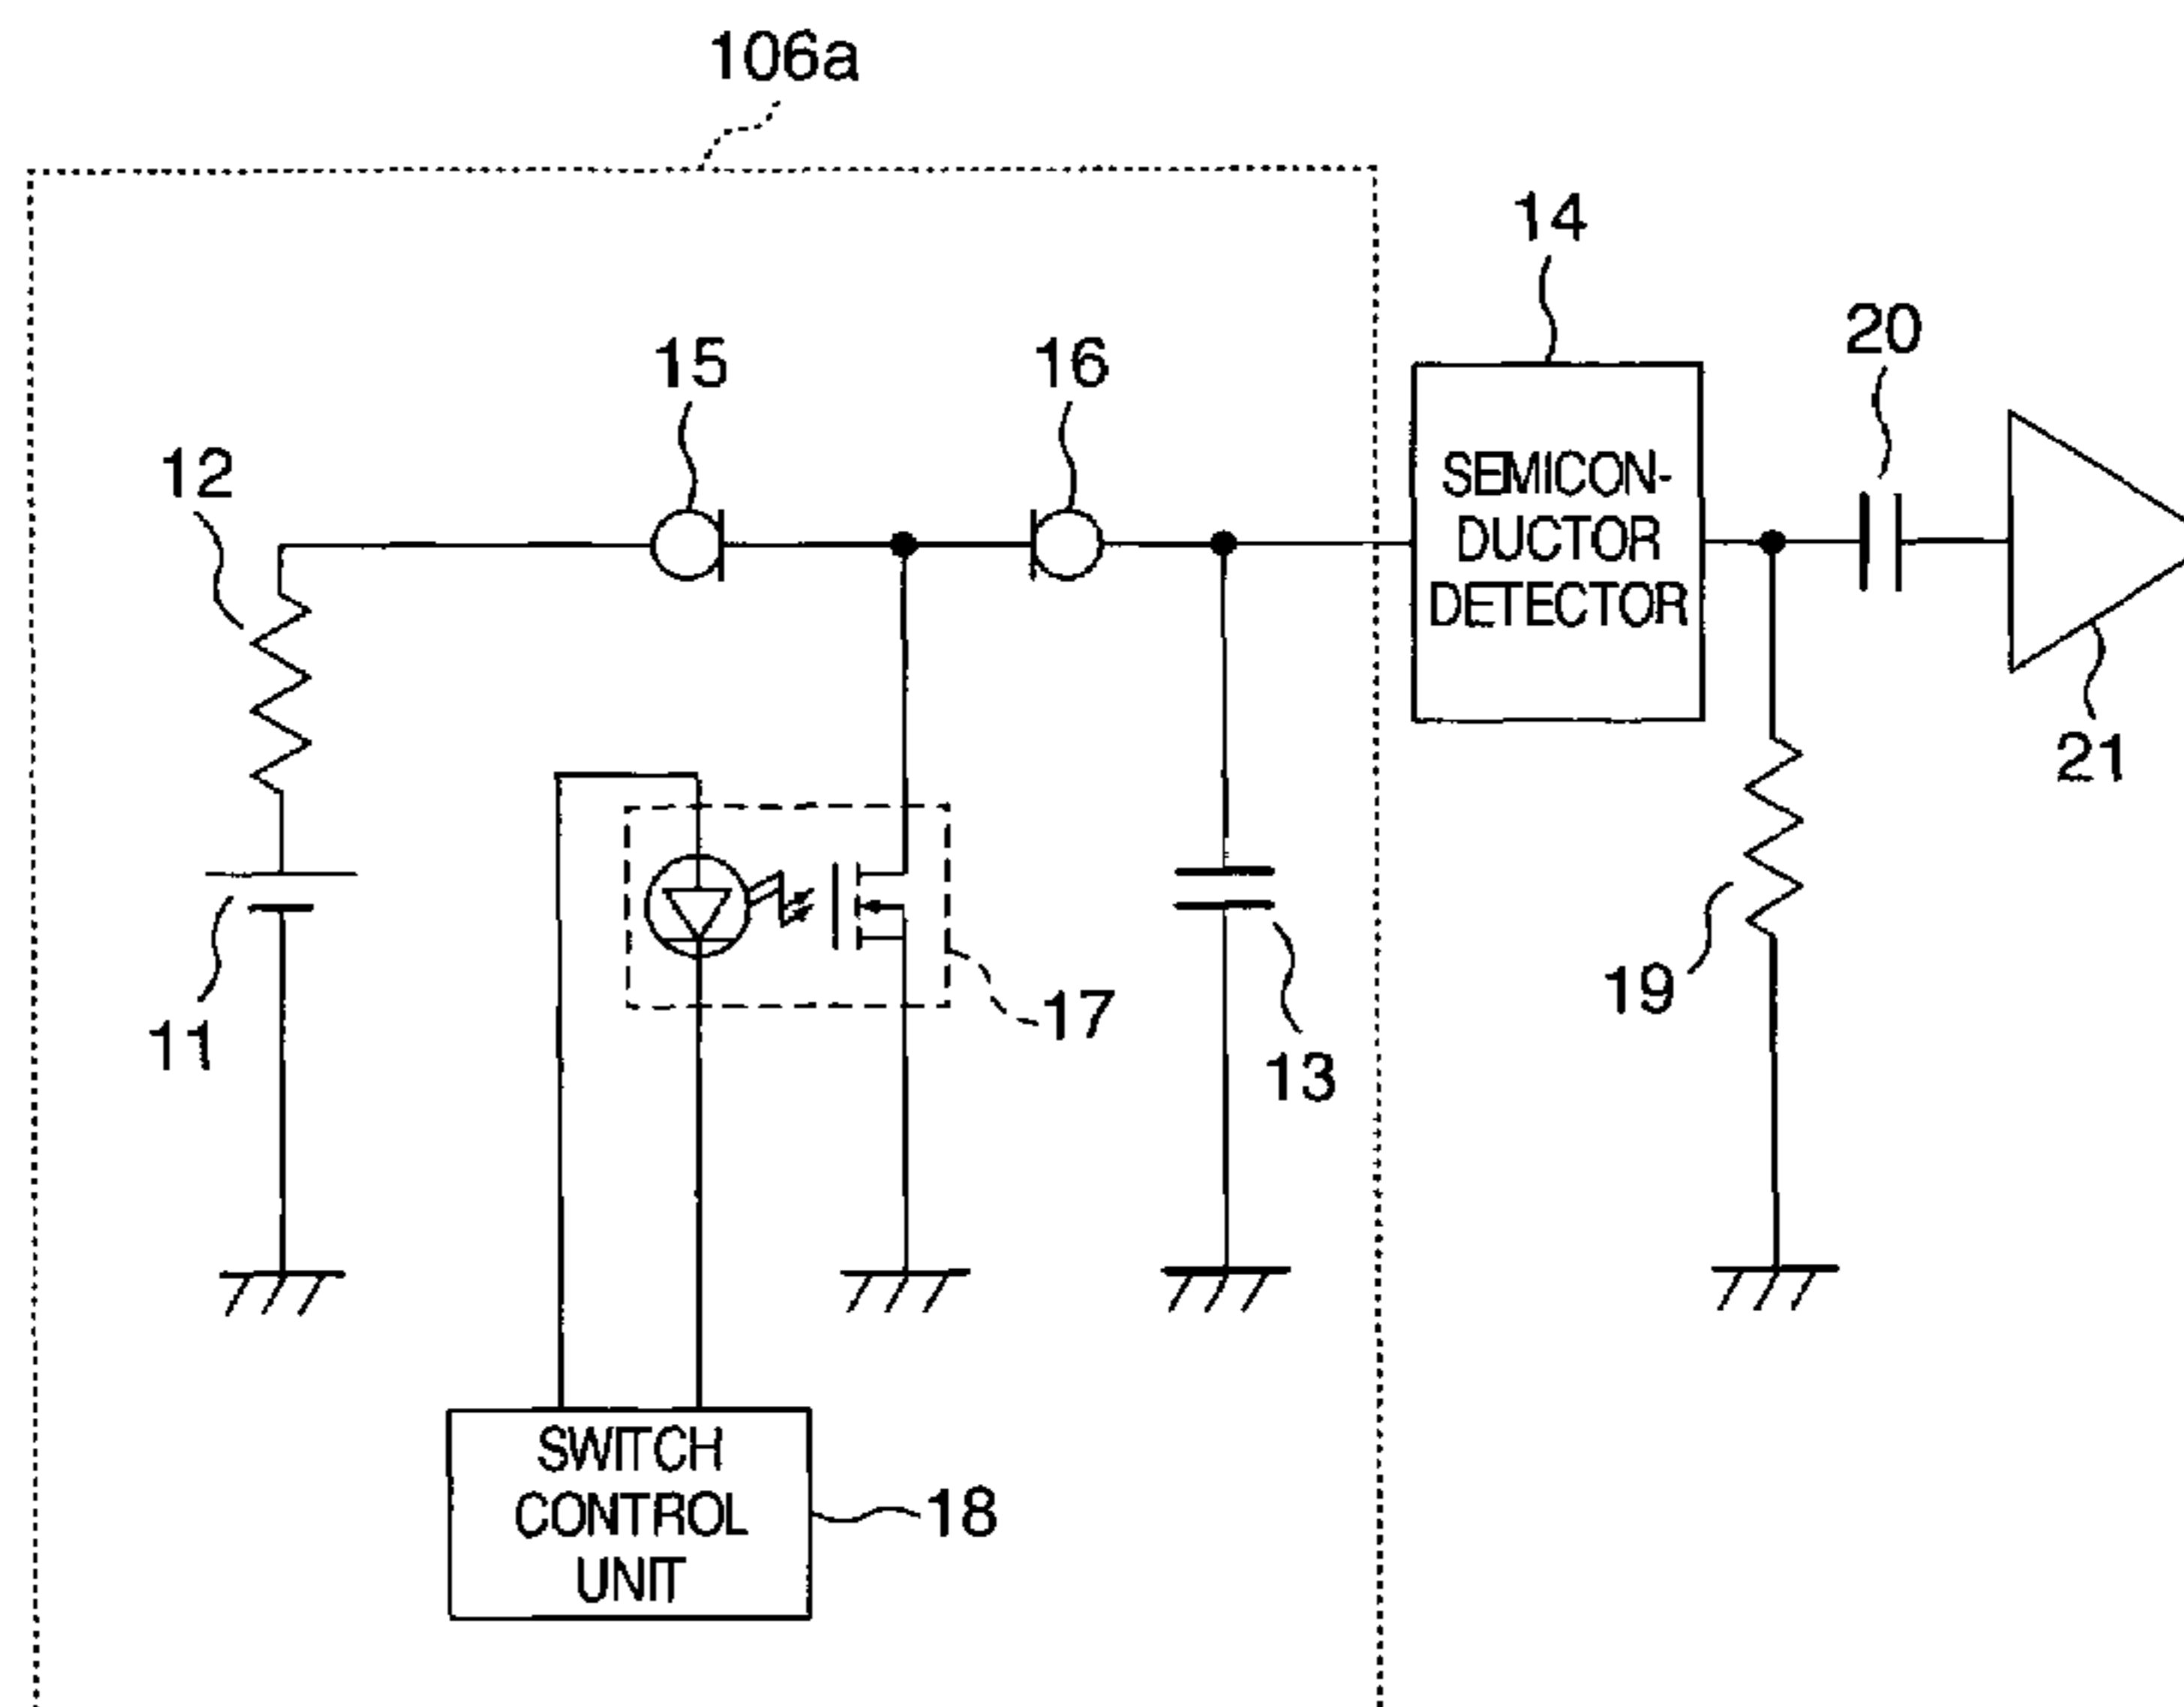 106a
14
20
15
16
12
SEMICON-
DUCTOR
DETECTOR
21
19
11
17
13
SWITCH
CONTROL
UNIT
18